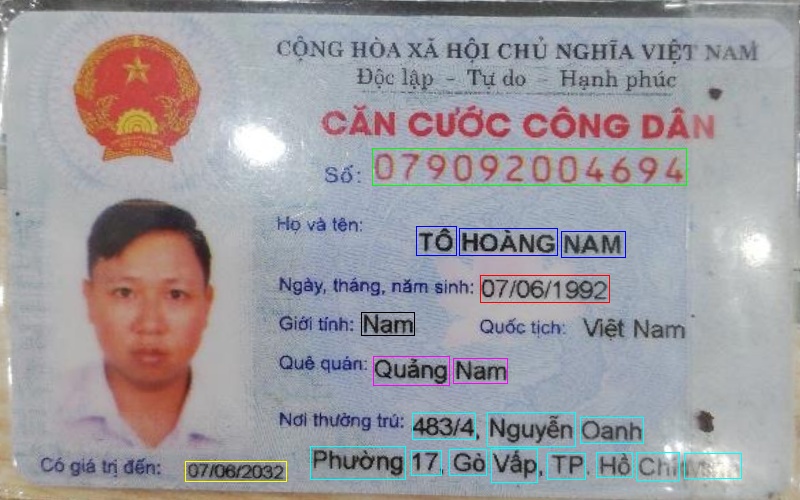 CỘNG HÒA XÃ HỘI CHỦ NGHĨA VIỆT NAM
Độc lập - Tự do - Hạnh phúc
CĂN CƯỚC CÔNG DÂN
Số: 079092004694
Họ và tên:
TÔ HOÀNG NAM
Ngày, tháng, năm sinh: 07/06/1992
Giới tính: Nam Quốc tịch: Việt Nam
Quê quán: Quảng Nam
Nơi thường trú: 483/4, Nguyễn Oanh
Phường 17, Gò Vấp, TP. Hồ Chí Minh
Có giá trị đến: 07/06/2032